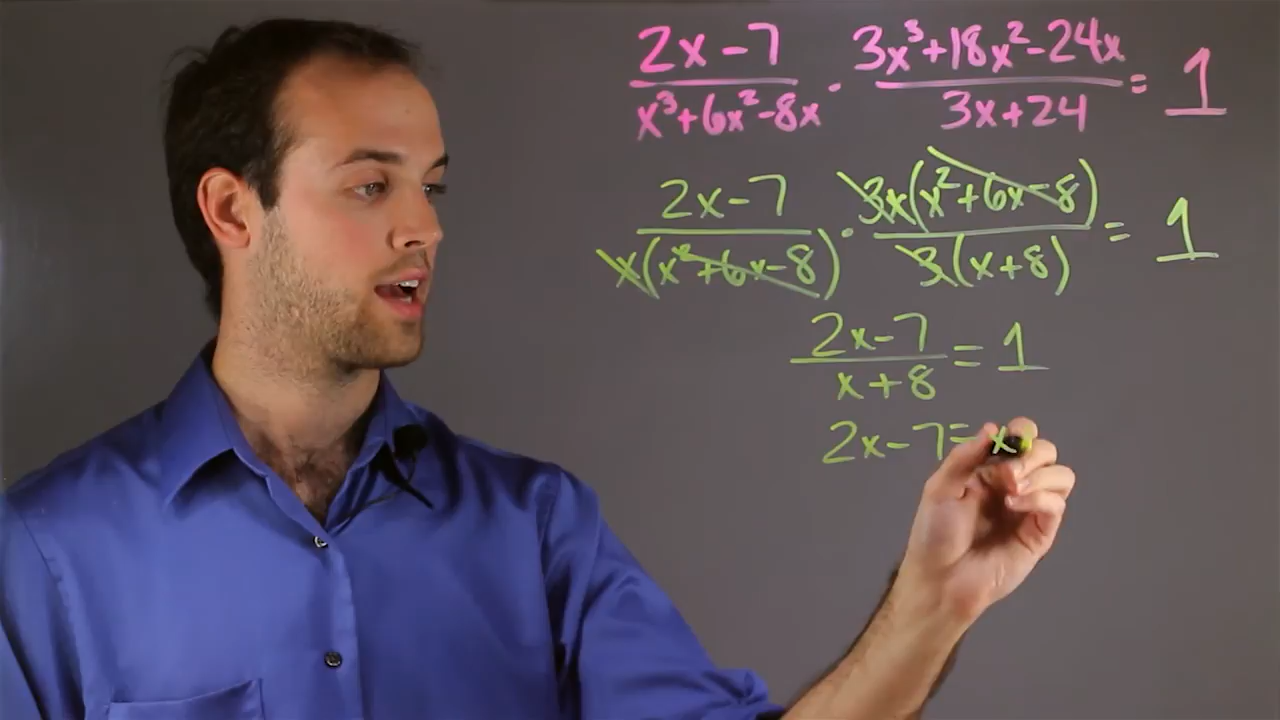 (2x-7)/(x³+6x²-8x) · (3x³+18x²-24x)/(3x+24) = 1
(2x-7)/(x(x²+6x-8)) · (3x(x²+6x-8))/(3(x+8)) = 1
(2x-7)/(x+8) = 1
2x-7=x